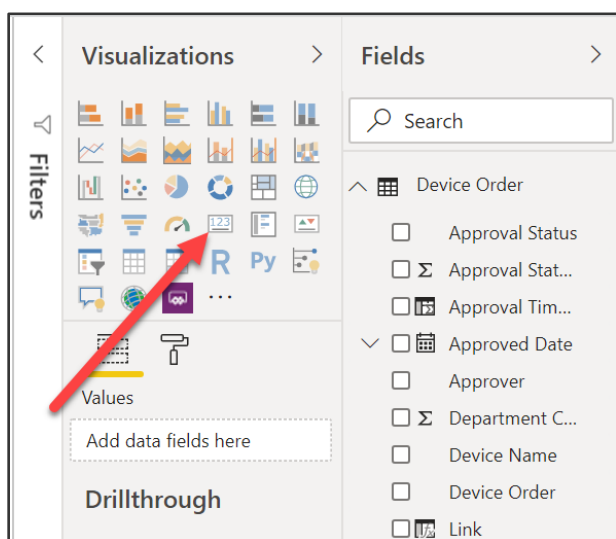 Visualizations
Fields
Filters
Search
123
R
Py
Device Order
Approval Status
Σ Approval Stat...
Approval Tim...
Approved Date
Approver
Σ Department C...
Device Name
Device Order
Link
Values
Add data fields here
Drillthrough